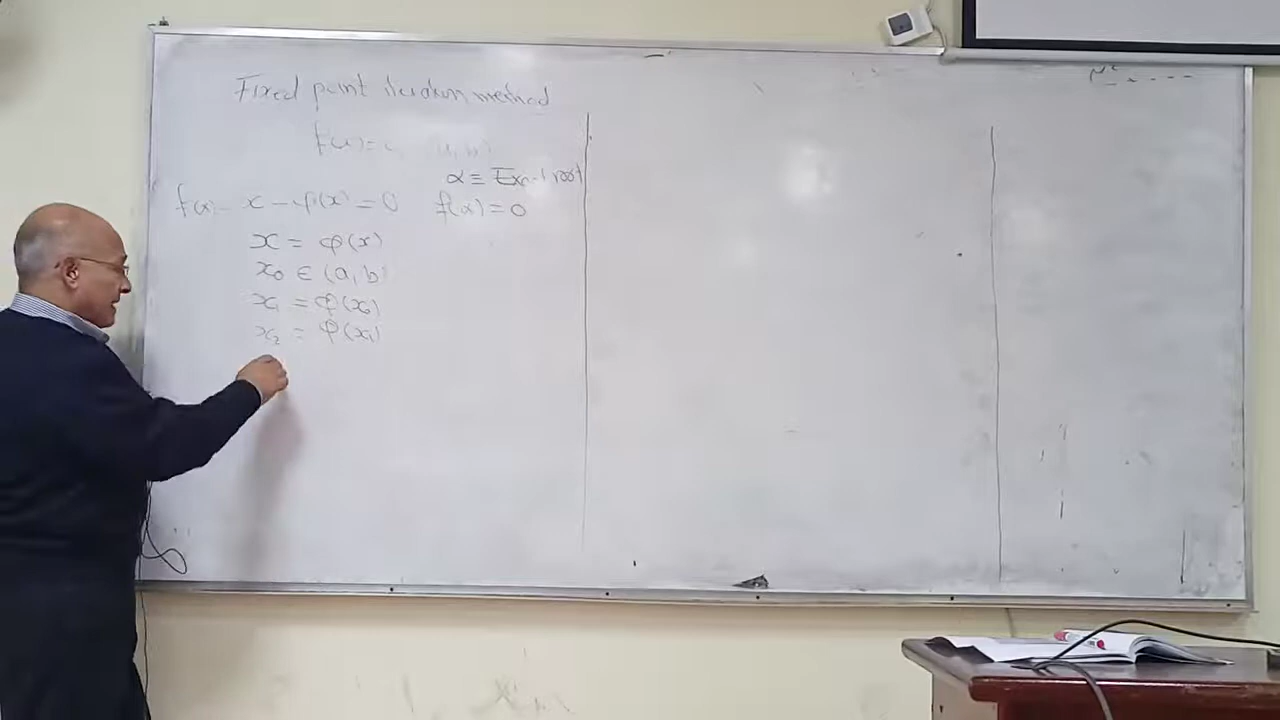 Fixed point iteration method
f(x) =
α ≡ Exact root
f(x) = x - φ(x) = 0 f(α) = 0
x = φ(x)
x₀ ∈ (a, b)
x₁ = φ(x₀)
x₂ = φ(x₁)